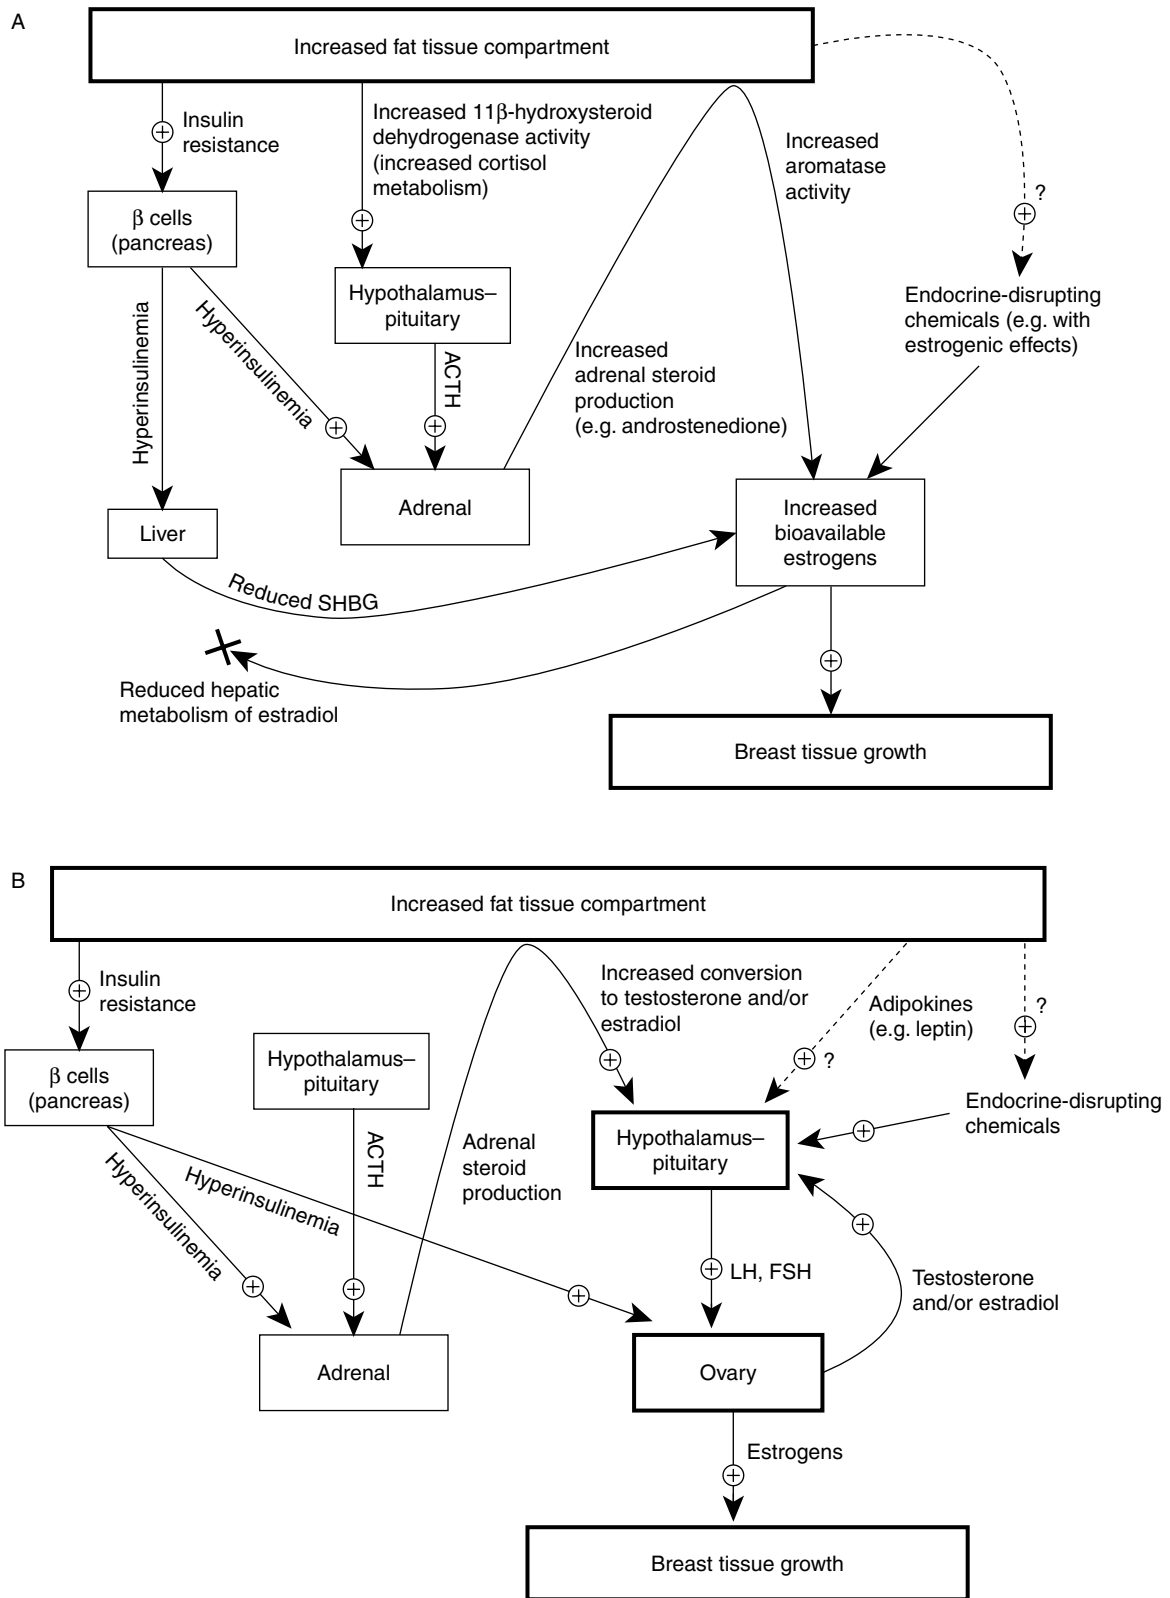 A
Increased fat tissue compartment
Insulin
resistance
Increased 11β-hydroxysteroid
dehydrogenase activity
(increased cortisol
metabolism)
Increased
aromatase
activity
?
β cells
(pancreas)
Hypothalamus–
pituitary
Endocrine-disrupting
chemicals (e.g. with
estrogenic effects)
Hyperinsulinemia
Hyperinsulinemia
ACTH
Increased
adrenal steroid
production
(e.g. androstenedione)
Adrenal
Liver
Increased
bioavailable
estrogens
Reduced SHBG
Reduced hepatic
metabolism of estradiol
Breast tissue growth
B
Increased fat tissue compartment
Insulin
resistance
Increased conversion
to testosterone and/or
estradiol
Adipokines
(e.g. leptin)
?
?
β cells
(pancreas)
Hypothalamus–
pituitary
Endocrine-disrupting
chemicals
Hypothalamus–
pituitary
Hyperinsulinemia
Hyperinsulinemia
ACTH
Adrenal
steroid
production
LH, FSH
Testosterone
and/or estradiol
Adrenal
Ovary
Estrogens
Breast tissue growth